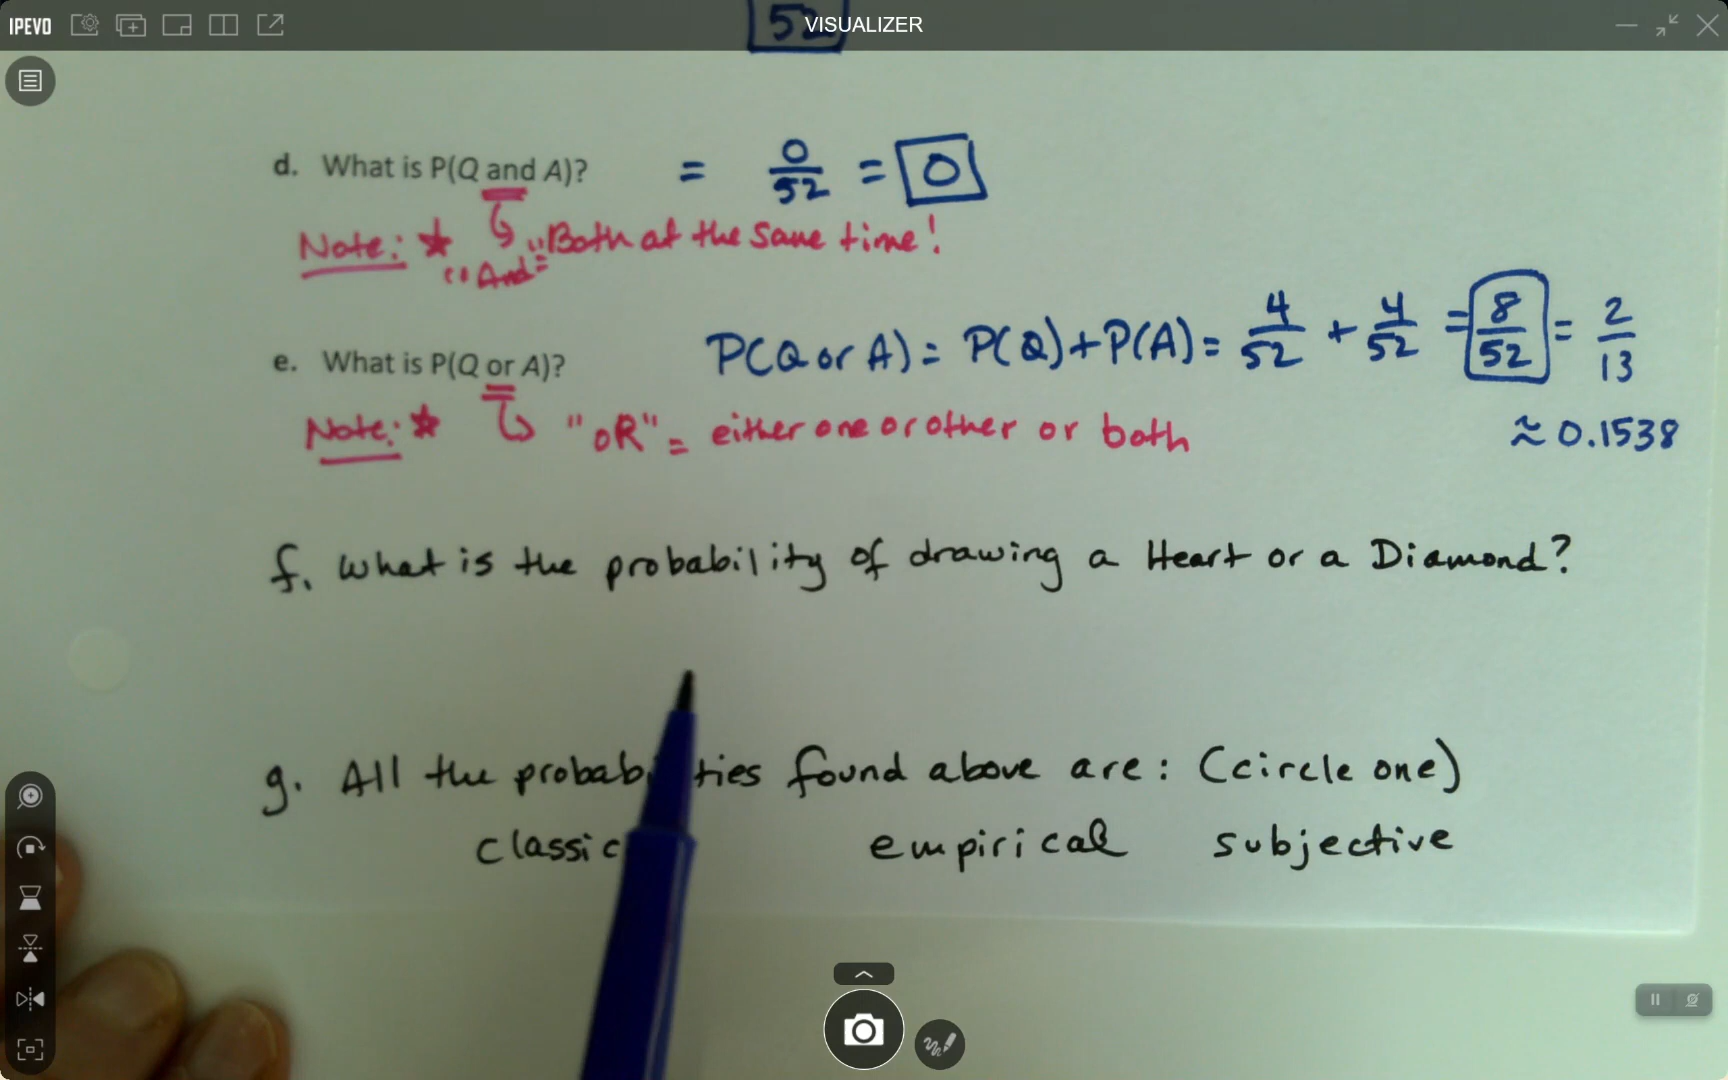 IPEVO
VISUALIZER
52
d. What is P(Q and A)? = 0/52 = 0
Note: ★ "And" = Both at the same time!
e. What is P(Q or A)? P(Q or A) = P(Q) + P(A) = 4/52 + 4/52 = 8/52 = 2/13
≈ 0.1538
Note: ★ "OR" = either one or other or both
f. What is the probability of drawing a Heart or a Diamond?
g. All the probabi ties found above are: (circle one)
classic empirical subjective